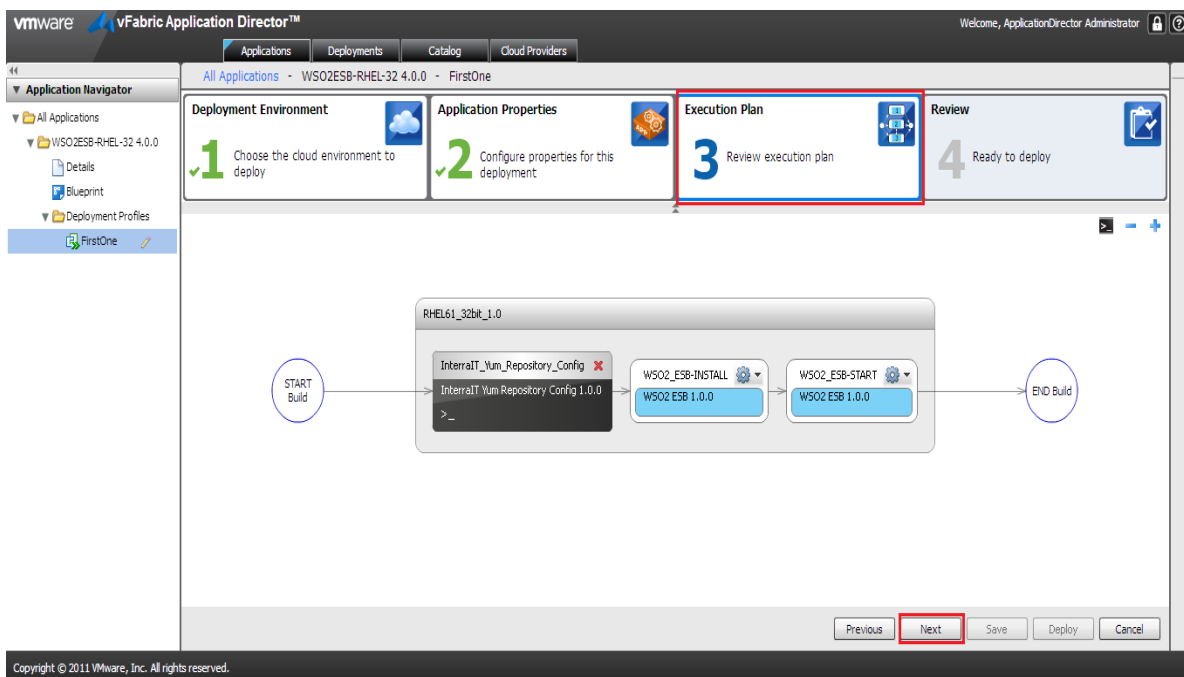 vmware vFabric Application Director™
Welcome, ApplicationDirector Administrator
Applications Deployments Catalog Cloud Providers
Application Navigator
All Applications
WSO2ESB-RHEL-32 4.0.0
Details
Blueprint
Deployment Profiles
FirstOne
All Applications - WSO2ESB-RHEL-32 4.0.0 - FirstOne
Deployment Environment
1
Choose the cloud environment to
deploy
Application Properties
2
Configure properties for this
deployment
Execution Plan
3
Review execution plan
Review
4
Ready to deploy
RHEL61_32bit_1.0
START
Build
InterraIT_Yum_Repository_Config
InterraIT Yum Repository Config 1.0.0
>_
WSO2_ESB-INSTALL
WSO2 ESB 1.0.0
WSO2_ESB-START
WSO2 ESB 1.0.0
END Build
Previous Next Save Deploy Cancel
Copyright © 2011 VMware, Inc. All rights reserved.